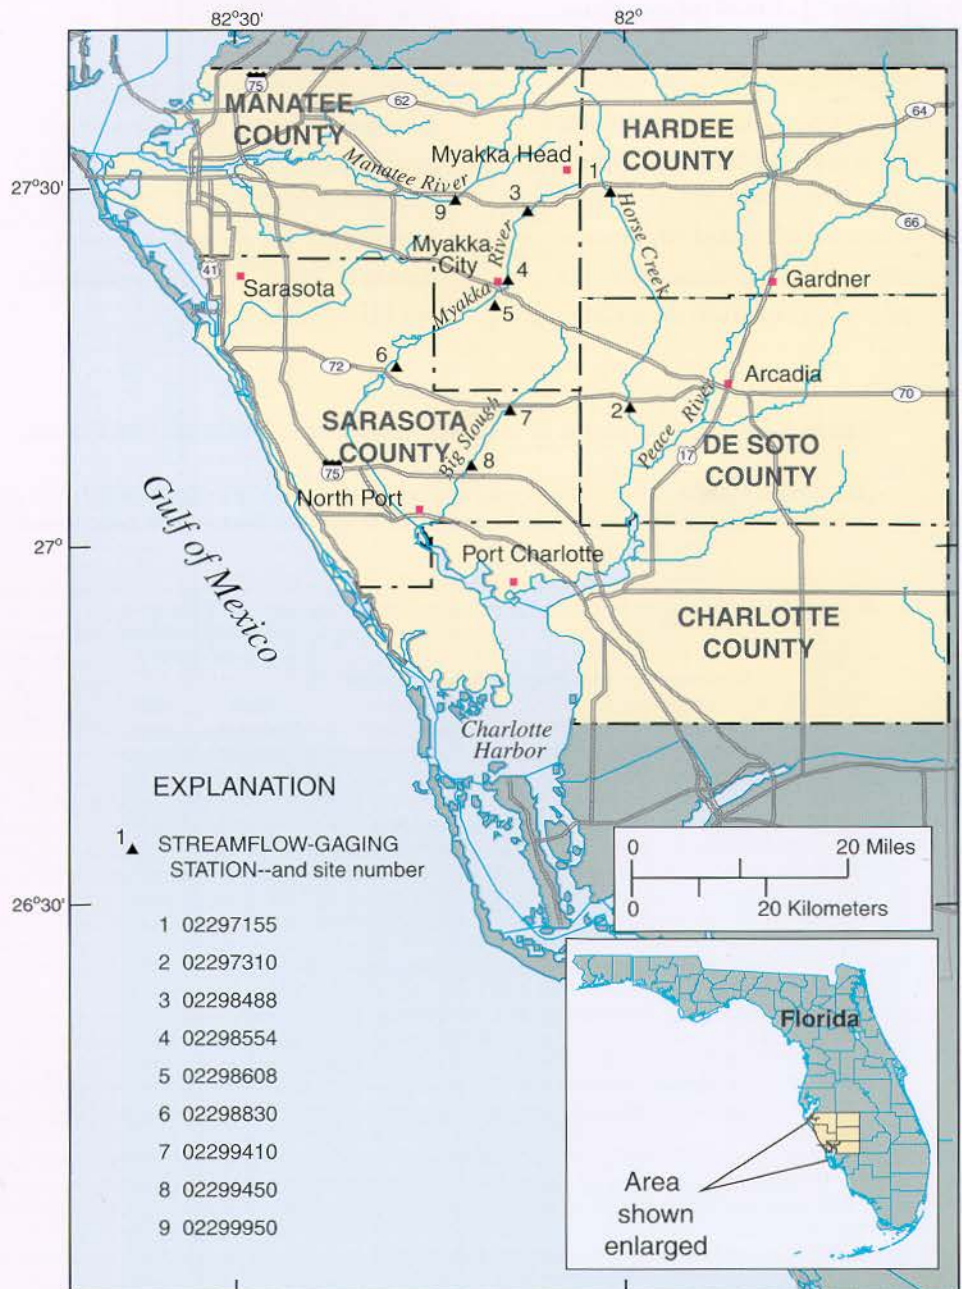 82°30'
82°
75
MANATEE
COUNTY
62
64
HARDEE
COUNTY
Myakka Head
1
Manatee River
27°30'
3
9
66
River
Horse Creek
Myakka
City
4
41
Sarasota
Gardner
Myakka
5
6
72
Arcadia
70
SARASOTA
COUNTY
2
7
Peace River
Big Slough
8
17
DE SOTO
COUNTY
75
North Port
Gulf of Mexico
27°
Port Charlotte
CHARLOTTE
COUNTY
Charlotte
Harbor
EXPLANATION
1 STREAMFLOW-GAGING
STATION--and site number
0 20 Miles
0 20 Kilometers
26°30'
1 02297155
2 02297310
3 02298488
4 02298554
5 02298608
6 02298830
7 02299410
8 02299450
9 02299950
Florida
Area
shown
enlarged